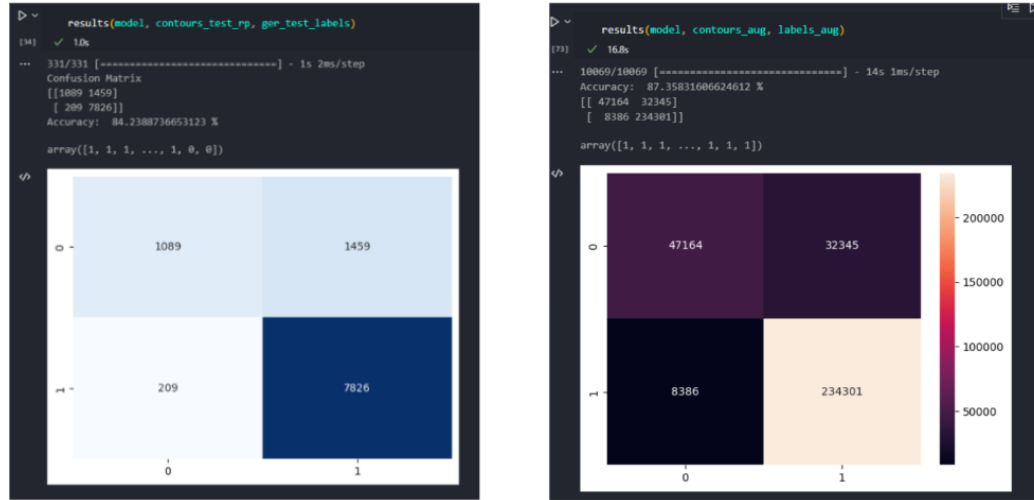 results(model, contours_test_rp, ger_test_labels)
[34] ✓ 1.0s
... 331/331 [==============================] - 1s 2ms/step
Confusion Matrix
[[1089 1459]
[ 209 7826]]
Accuracy: 84.2388736653123 %
array([1, 1, 1, ..., 1, 0, 0])
</>
0
1089
1459
1
209
7826
0
1
results(model, contours_aug, labels_aug)
[73] ✓ 16.8s
... 10069/10069 [==============================] - 14s 1ms/step
Accuracy: 87.35831606624612 %
[[ 47164 32345]
[ 8386 234301]]
array([1, 1, 1, ..., 1, 1, 1])
</>
0
47164
32345
1
8386
234301
0
1
200000
150000
100000
50000